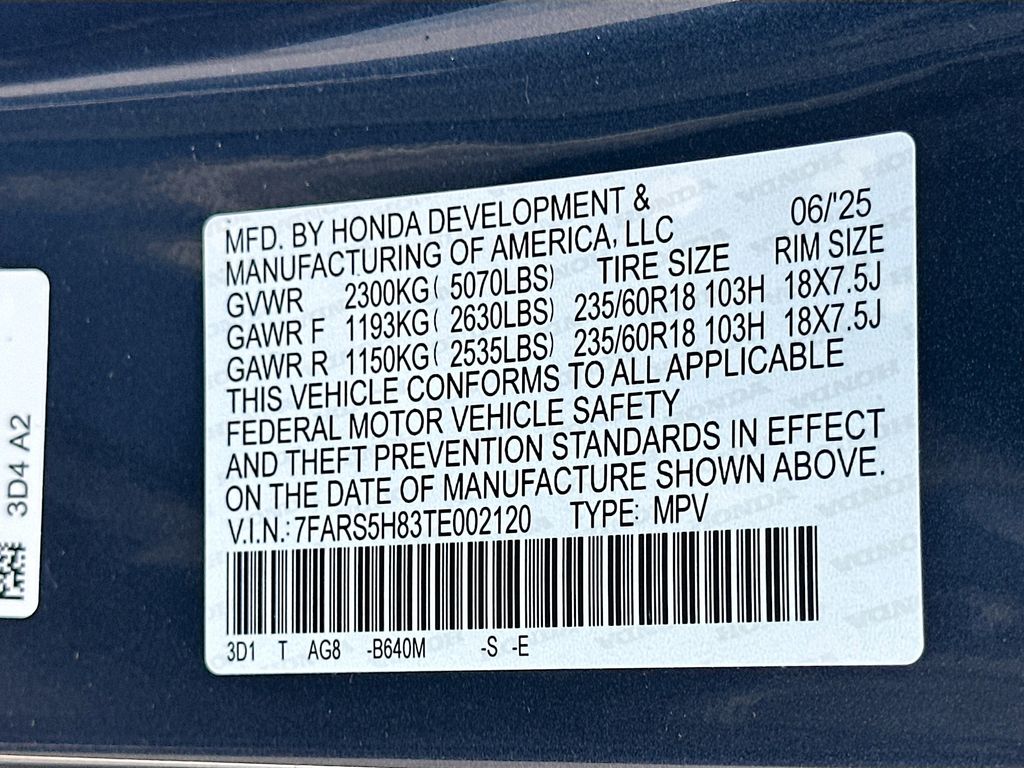 MFD. BY HONDA DEVELOPMENT & 06/'25
MANUFACTURING OF AMERICA, LLC
TIRE SIZE RIM SIZE
GVWR 2300KG( 5070LBS)
GAWR F 1193KG( 2630LBS) 235/60R18 103H 18X7.5J
GAWR R 1150KG( 2535LBS) 235/60R18 103H 18X7.5J
THIS VEHICLE CONFORMS TO ALL APPLICABLE
FEDERAL MOTOR VEHICLE SAFETY
AND THEFT PREVENTION STANDARDS IN EFFECT
ON THE DATE OF MANUFACTURE SHOWN ABOVE.
V.I.N.: 7FARS5H83TE002120 TYPE: MPV
3D1 T AG8 -B640M -S -E
3D4 A2